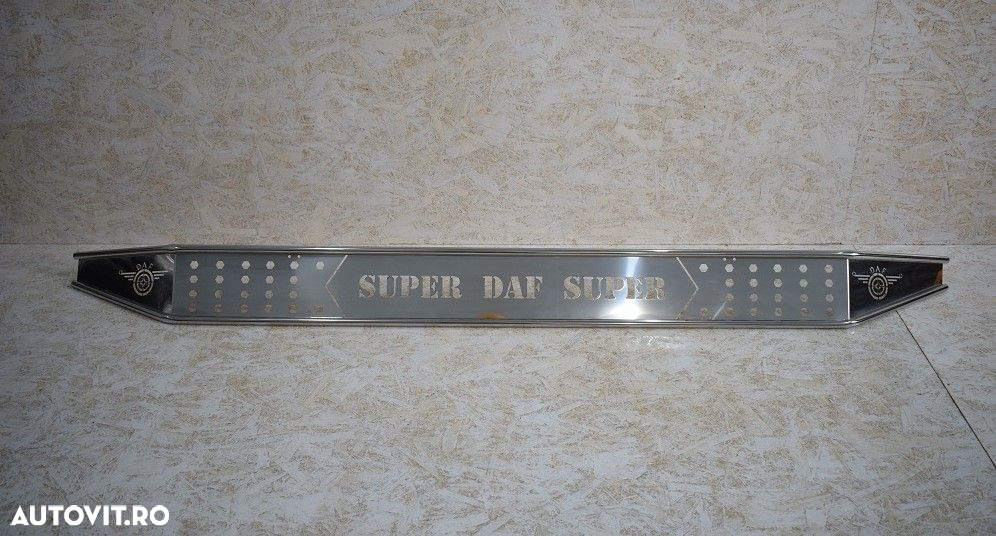 DAF
SUPER DAF SUPER
DAF
AUTOVIT.RO